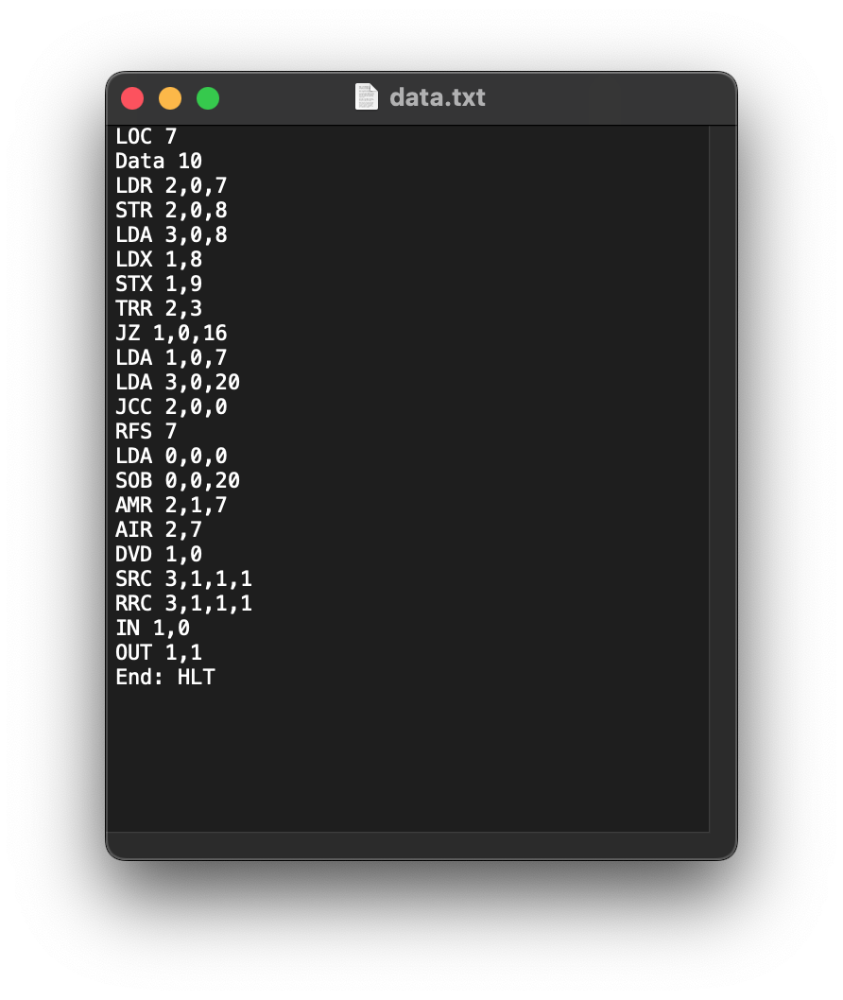 data.txt
LOC 7
Data 10
LDR 2,0,7
STR 2,0,8
LDA 3,0,8
LDX 1,8
STX 1,9
TRR 2,3
JZ 1,0,16
LDA 1,0,7
LDA 3,0,20
JCC 2,0,0
RFS 7
LDA 0,0,0
SOB 0,0,20
AMR 2,1,7
AIR 2,7
DVD 1,0
SRC 3,1,1,1
RRC 3,1,1,1
IN 1,0
OUT 1,1
End: HLT